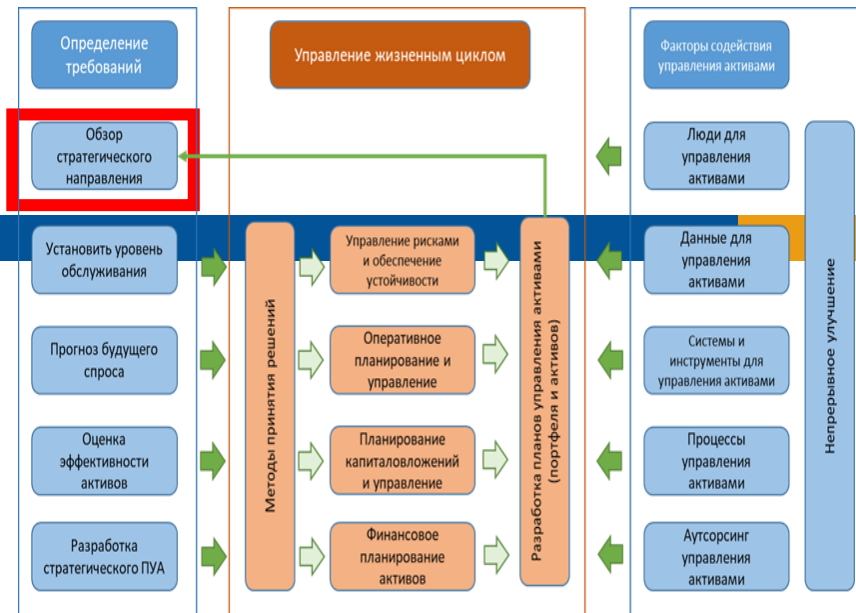 Определение
требований
Управление жизненным циклом
Факторы содействия
управления активами
Обзор
стратегического
направления
Люди для
управления
активами
Установить уровень
обслуживания
Управление рисками
и обеспечение
устойчивости
Данные для
управления
активами
Прогноз будущего
спроса
Оперативное
планирование и
управление
Системы и
инструменты для
управления активами
Оценка
эффективности
активов
Планирование
капиталовложений
и управление
Процессы
управления
активами
Разработка
стратегического ПУА
Финансовое
планирование
активов
Аутсорсинг
управления
активами
Методы принятия решений
Разработка планов управления активами
(портфеля и активов)
Непрерывное улучшение